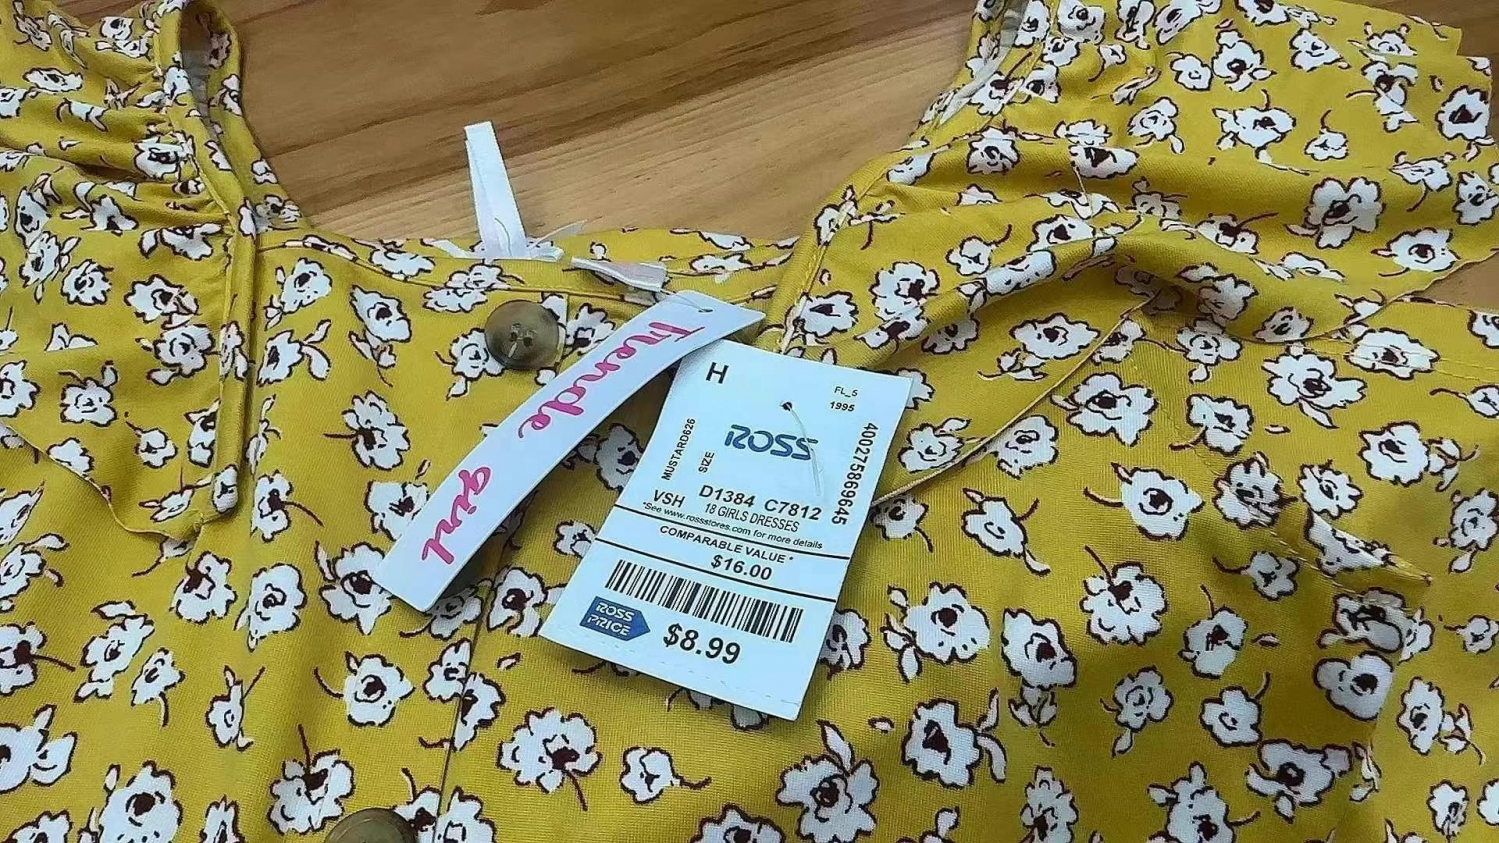 Trende girl
H
FL_5
1995
ROSS
400275869645
MUSTARD626
SIZE
D1384 C7812
VSH 18 GIRLS DRESSES
*See www.rossstores.com for more details
COMPARABLE VALUE *
$16.00
ROSS
PRICE
$8.99